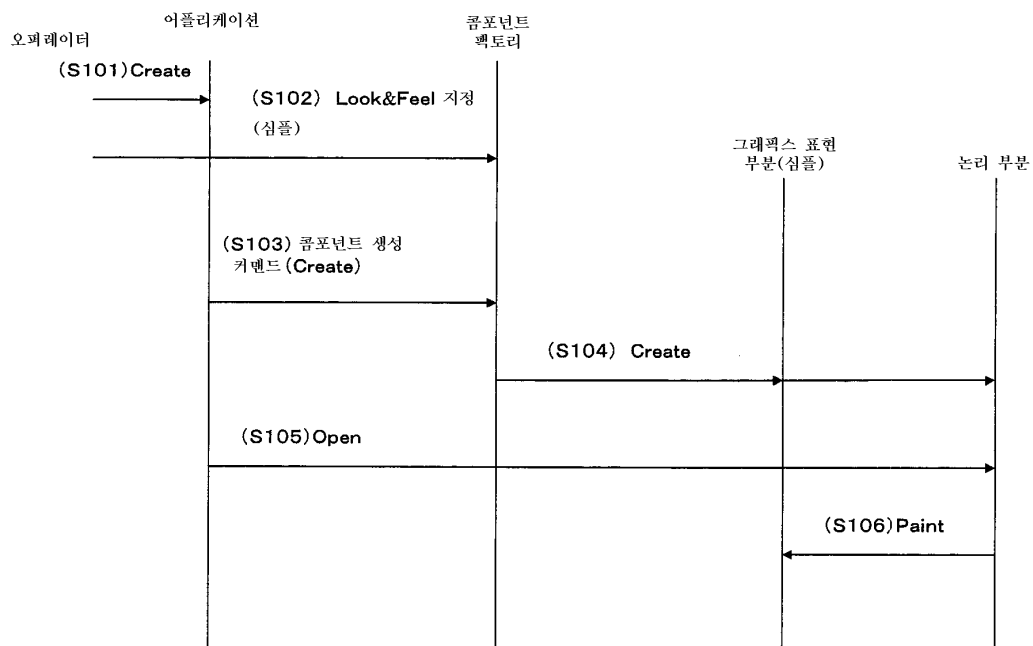 어플리케이션
콤포넌트
팩토리
오퍼레이터
(S101)Create
(S102) Look&Feel 지정
(심플)
그래픽스 표현
부분(심플)
논리 부분
(S103) 콤포넌트 생성
커맨드(Create)
(S104) Create
(S105)Open
(S106)Paint